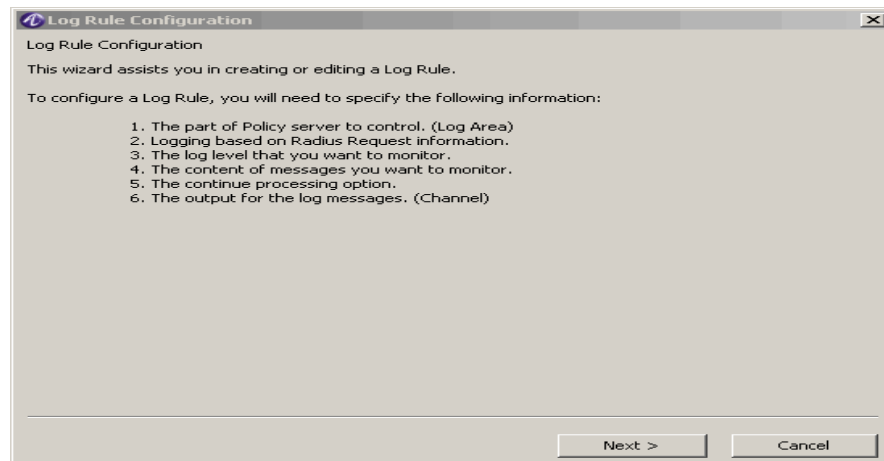 Log Rule Configuration
Log Rule Configuration
This wizard assists you in creating or editing a Log Rule.
To configure a Log Rule, you will need to specify the following information:
1. The part of Policy server to control. (Log Area)
2. Logging based on Radius Request information.
3. The log level that you want to monitor.
4. The content of messages you want to monitor.
5. The continue processing option.
6. The output for the log messages. (Channel)
Next >
Cancel